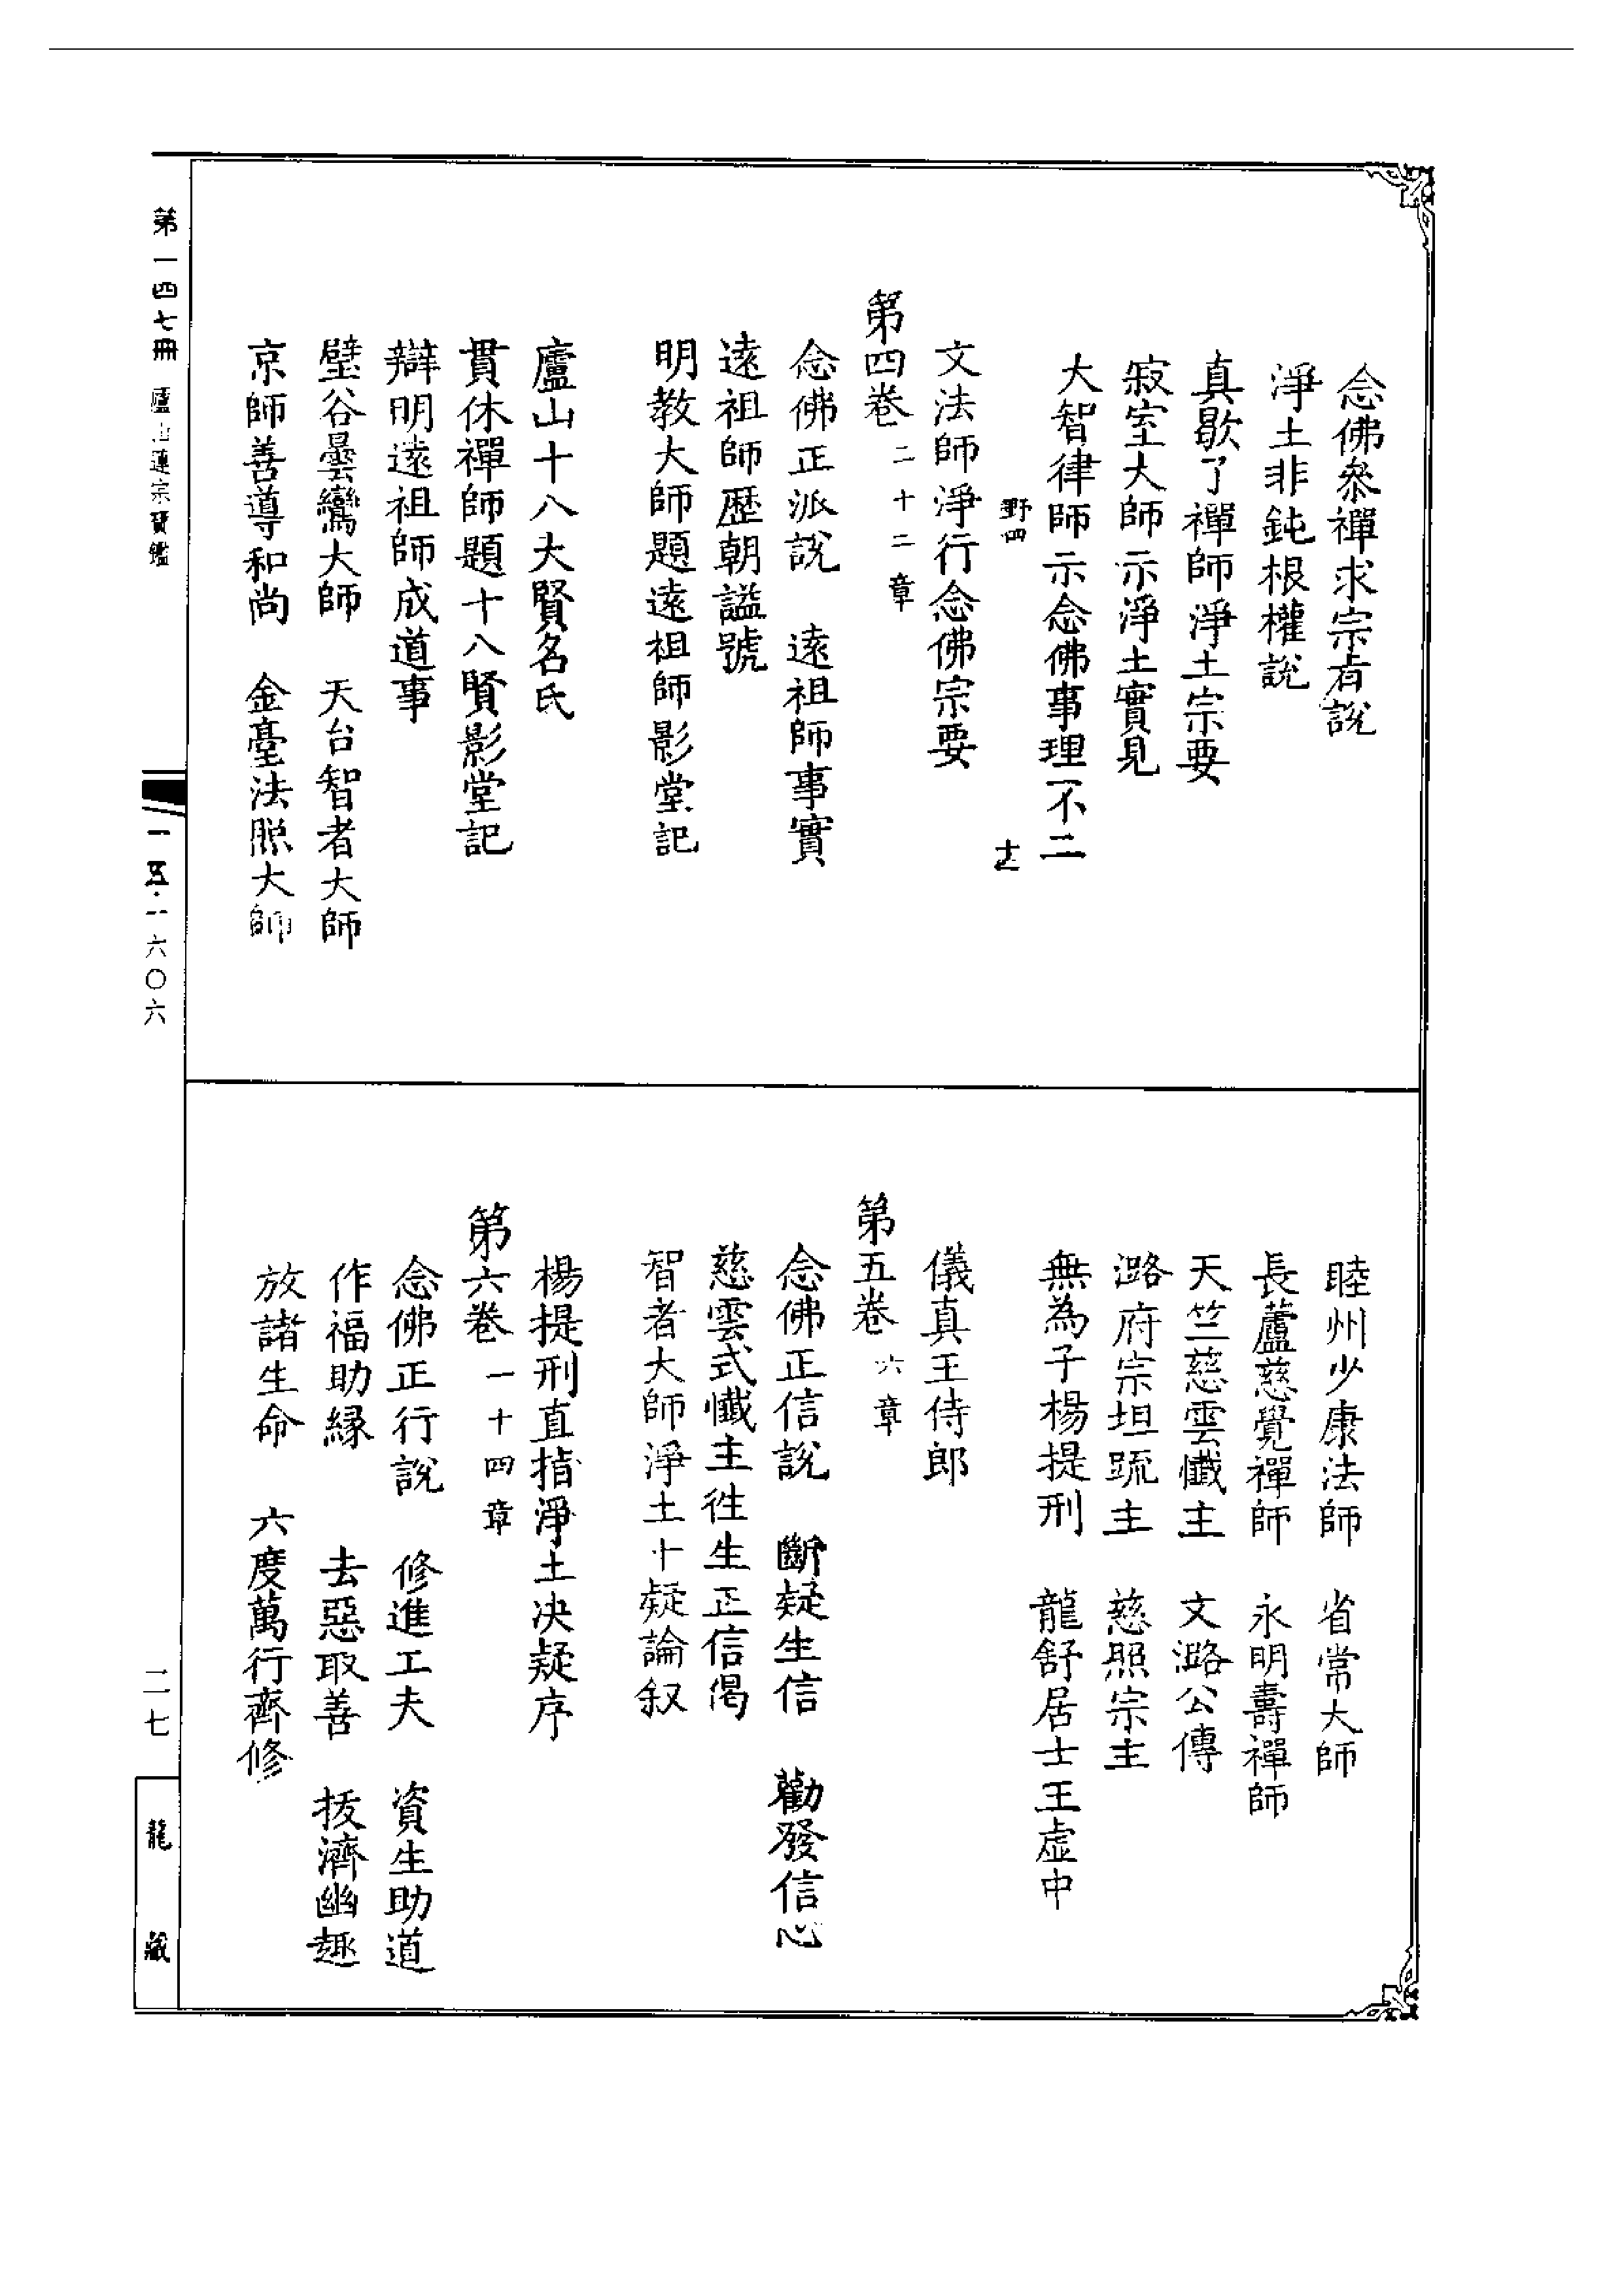 念佛叅禪求宗旨說
淨土非鈍根權說
真歇了禪師淨土宗要
寂室大師示淨土實見
大智律師示念佛事理不二
野四
文法師淨行念佛宗要
第四卷 二十二章
念佛正派說 遠祖師事實
遠祖師歷朝謚號
明教大師題遠祖師影堂記
廬山十八大賢名氏
貫休禪師題十八賢影堂記
辯明遠祖師成道事
壁谷曇鸞大師 天台智者大師
京師善導和尚 金臺法照大師
睦州少康法師 省常大師
長蘆慈覺禪師 永明壽禪師
天竺慈雲懺主 文潞公傳
潞府宗坦疏主 慈照宗主
無為子楊提刑 龍舒居士王虛中
儀真王侍郎
第五卷 六章
念佛正信說 斷疑生信 勸發信心
慈雲式懺主徃生正信偈
智者大師淨土十疑論叙
楊提刑直指淨土决疑序
第六卷 一十四章
念佛正行說 修進工夫 資生助道
作福助緣 去惡取善 拔濟幽趣
放諸生命 六度萬行齊修
第一四七冊 廬山蓮宗寶鑑
一五·一六〇六
二七
龍藏